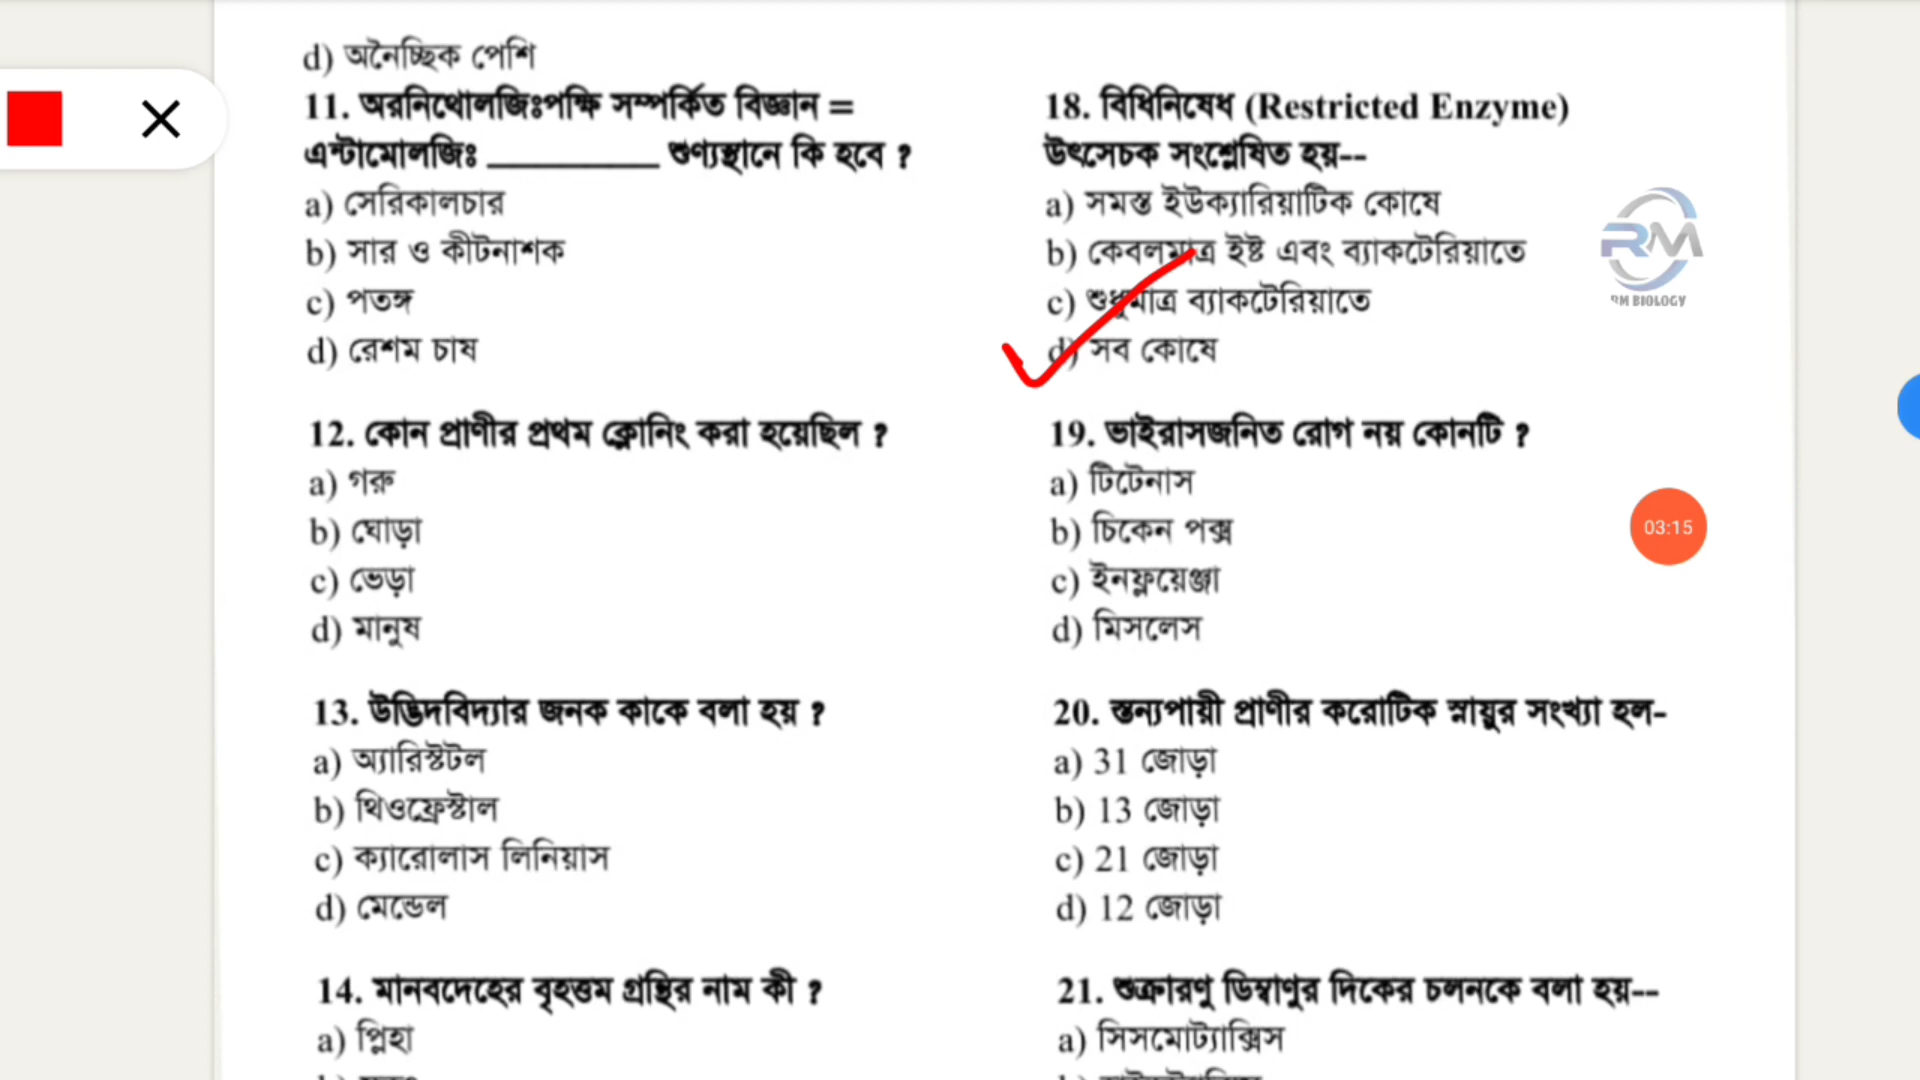 d) অনৈচ্ছিক পেশি
11. অরনিথোলজিঃপক্ষি সম্পর্কিত বিজ্ঞান =
এন্টামোলজিঃ __________ শুণ্যস্থানে কি হবে ?
a) সেরিকালচার
b) সার ও কীটনাশক
c) পতঙ্গ
d) রেশম চাষ
12. কোন প্রাণীর প্রথম ক্লোনিং করা হয়েছিল ?
a) গরু
b) ঘোড়া
c) ভেড়া
d) মানুষ
13. উদ্ভিদবিদ্যার জনক কাকে বলা হয় ?
a) অ্যারিস্টটল
b) থিওফ্রেস্টাল
c) ক্যারোলাস লিনিয়াস
d) মেন্ডেল
14. মানবদেহের বৃহত্তম গ্রন্থির নাম কী ?
a) প্লিহা
18. বিধিনিষেধ (Restricted Enzyme)
উৎসেচক সংশ্লেষিত হয়--
a) সমস্ত ইউক্যারিয়াটিক কোষে
b) কেবলমাত্র ইষ্ট এবং ব্যাকটেরিয়াতে
c) শুধুমাত্র ব্যাকটেরিয়াতে
d) সব কোষে
19. ভাইরাসজনিত রোগ নয় কোনটি ?
a) টিটেনাস
b) চিকেন পক্স
c) ইনফ্লয়েঞ্জা
d) মিসলেস
20. স্তন্যপায়ী প্রাণীর করোটিক স্নায়ুর সংখ্যা হল-
a) 31 জোড়া
b) 13 জোড়া
c) 21 জোড়া
d) 12 জোড়া
21. শুক্রারণু ডিম্বাণুর দিকের চলনকে বলা হয়--
a) সিসমোট্যাক্সিস
RM
RM BIOLOGY
03:15